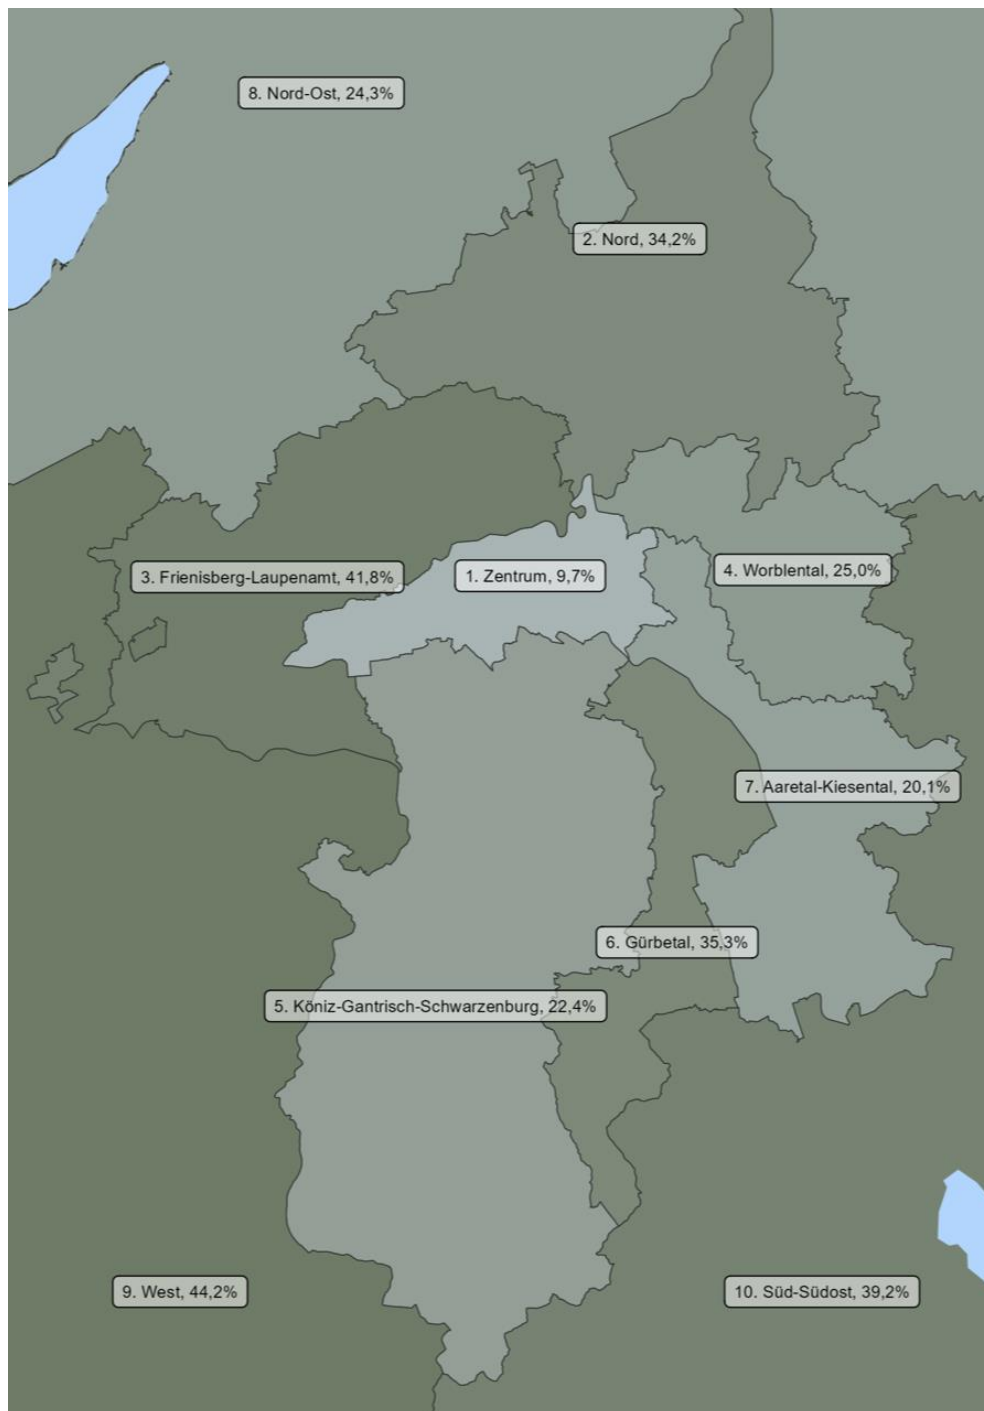 8. Nord-Ost, 24,3%
2. Nord, 34,2%
3. Frienisberg-Laupenamt, 41,8%
1. Zentrum, 9,7%
4. Worblental, 25,0%
7. Aaretal-Kiesental, 20,1%
6. Gürbetal, 35,3%
5. Köniz-Gantrisch-Schwarzenburg, 22,4%
9. West, 44,2%
10. Süd-Südost, 39,2%